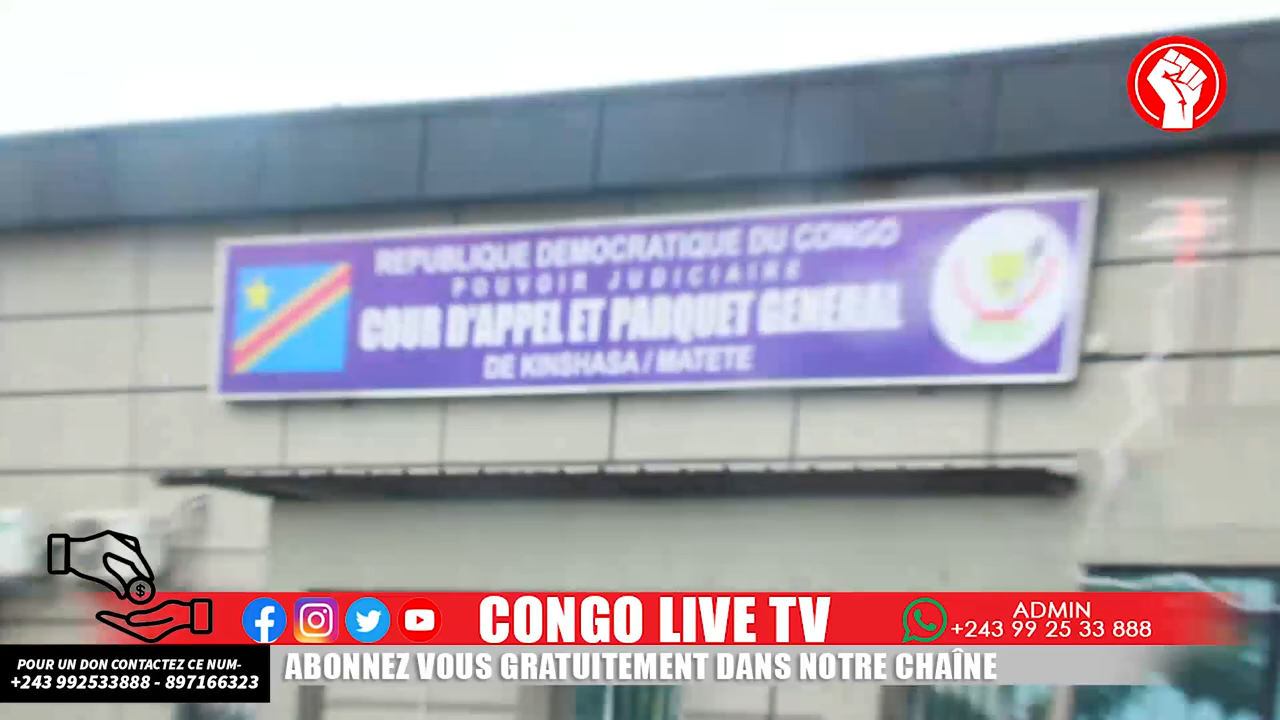 REPUBLIQUE DEMOCRATIQUE DU CONGO
POUVOIR JUDICIAIRE
COUR D'APPEL ET PARQUET GENERAL
DE KINSHASA / MATETE
CONGO LIVE TV
ADMIN
+243 99 25 33 888
POUR UN DON CONTACTEZ CE NUM-
+243 992533888 - 897166323
ABONNEZ VOUS GRATUITEMENT DANS NOTRE CHAÎNE